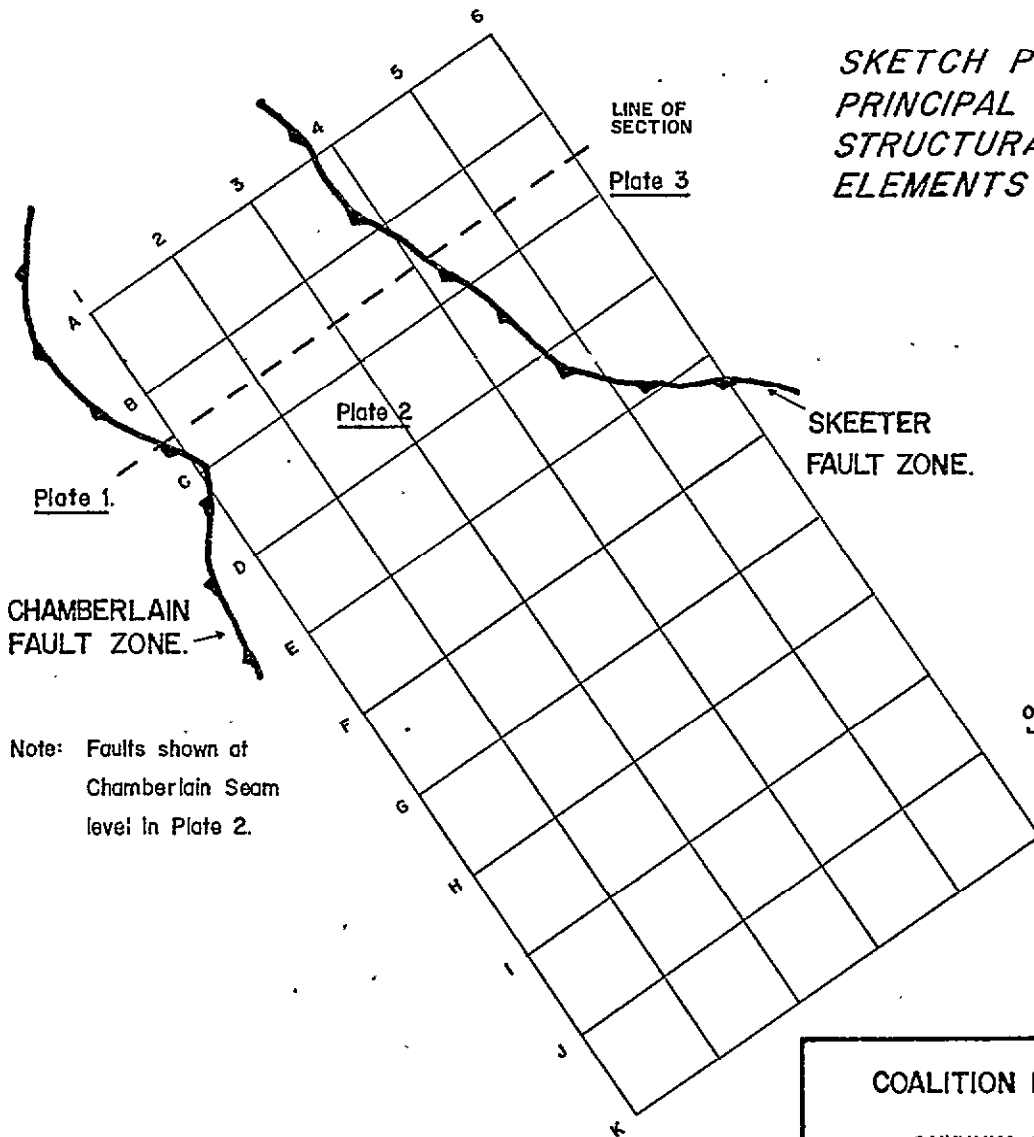 SKETCH P
PRINCIPAL
STRUCTURA
ELEMENTS
6
5
4
3
2
1
LINE OF
SECTION
Plate 3
A
B
C
D
E
F
G
H
I
J
K
Plate 2
Plate 1.
SKEETER
FAULT ZONE.
CHAMBERLAIN
FAULT ZONE.
Note: Faults shown at
Chamberlain Seam
level in Plate 2.
0
COALITION